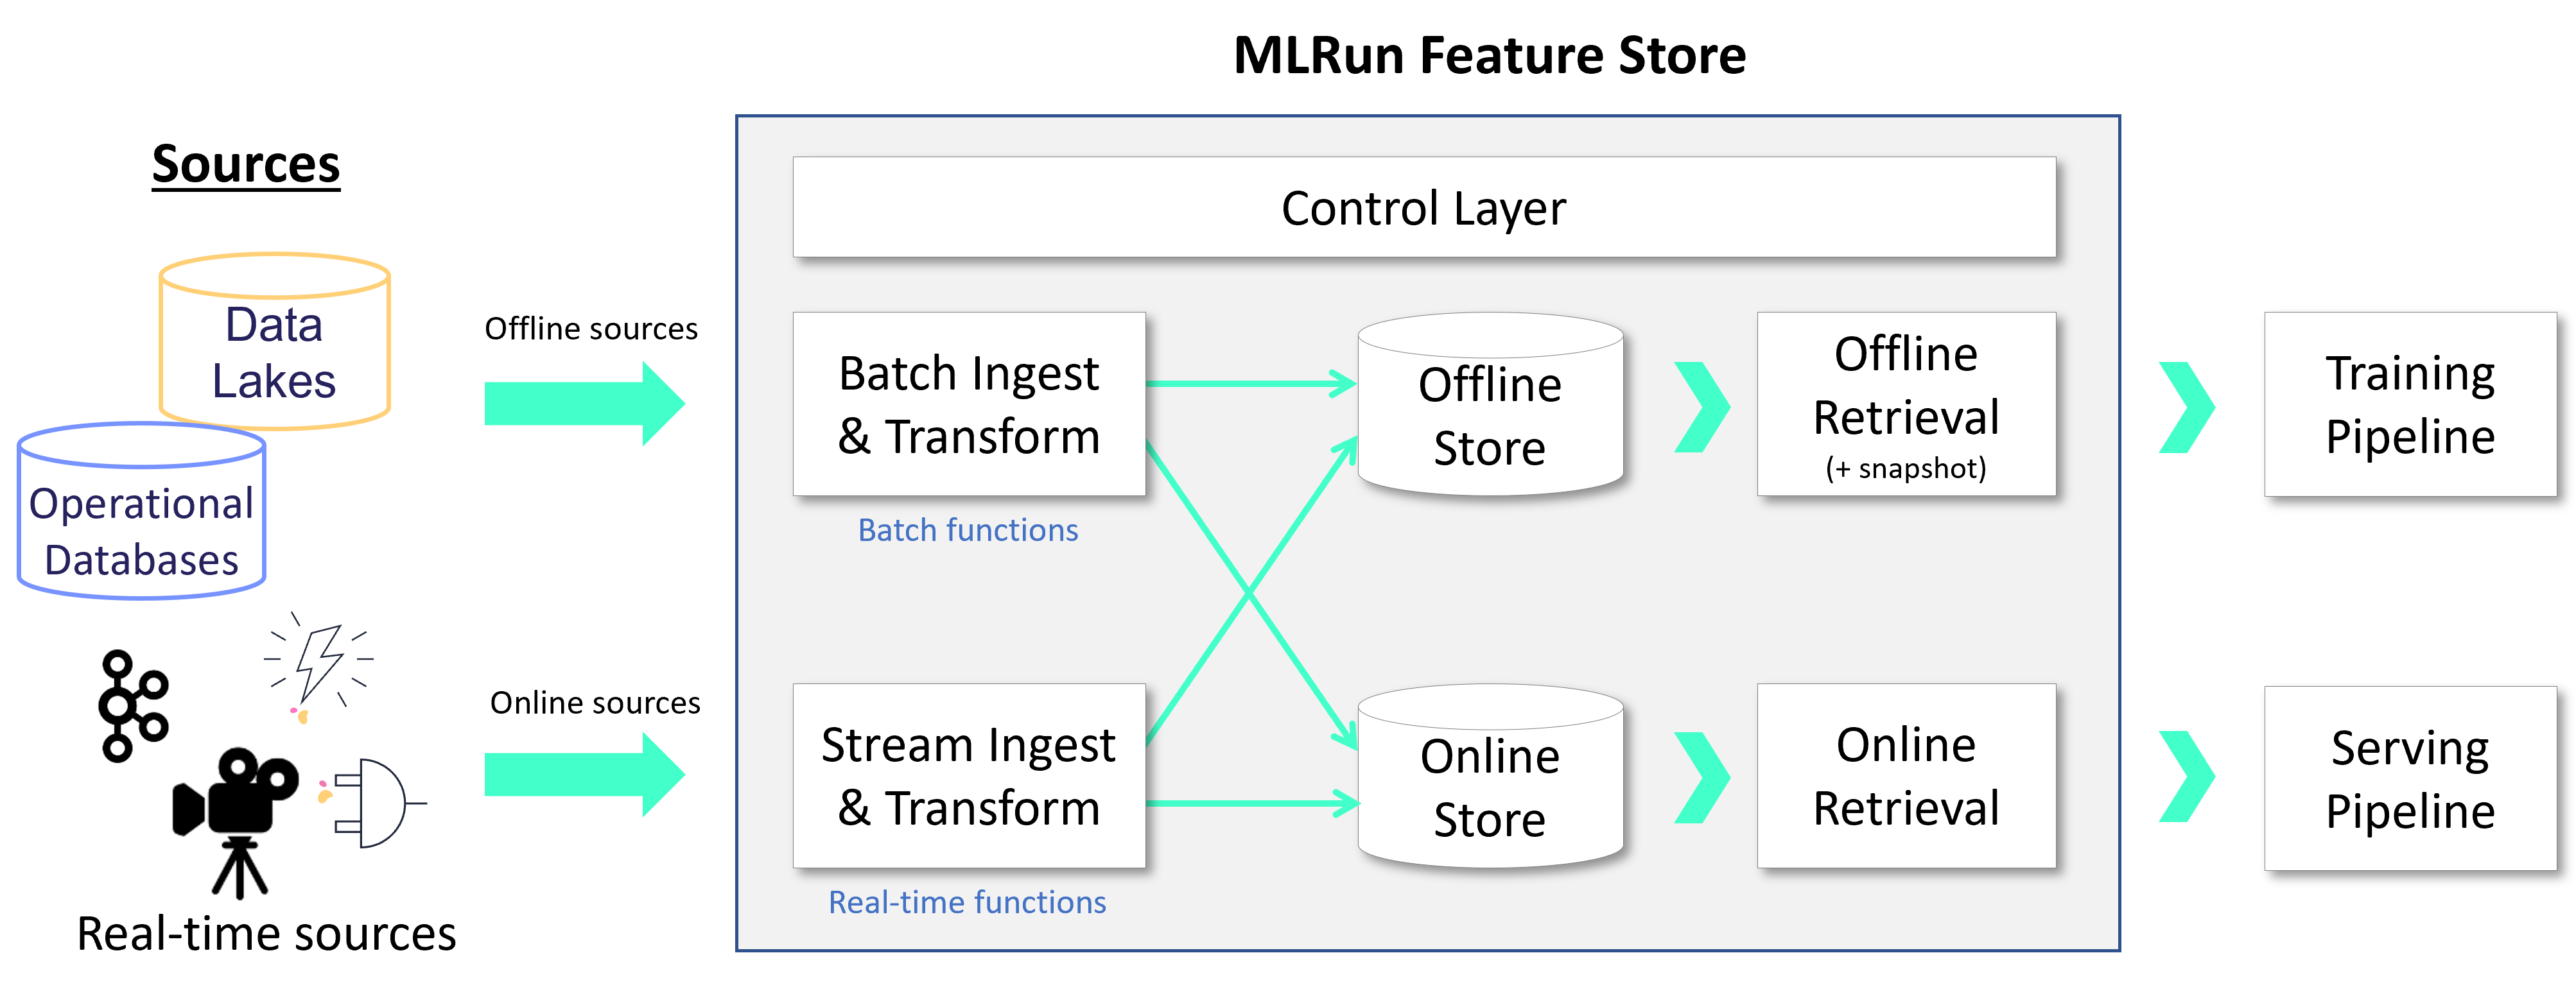 MLRun Feature Store
Sources
Control Layer
Data
Lakes
Operational
Databases
Offline sources
Batch Ingest
& Transform
Batch functions
Offline
Store
Offline
Retrieval
(+ snapshot)
Training
Pipeline
Real-time sources
Online sources
Stream Ingest
& Transform
Real-time functions
Online
Store
Online
Retrieval
Serving
Pipeline